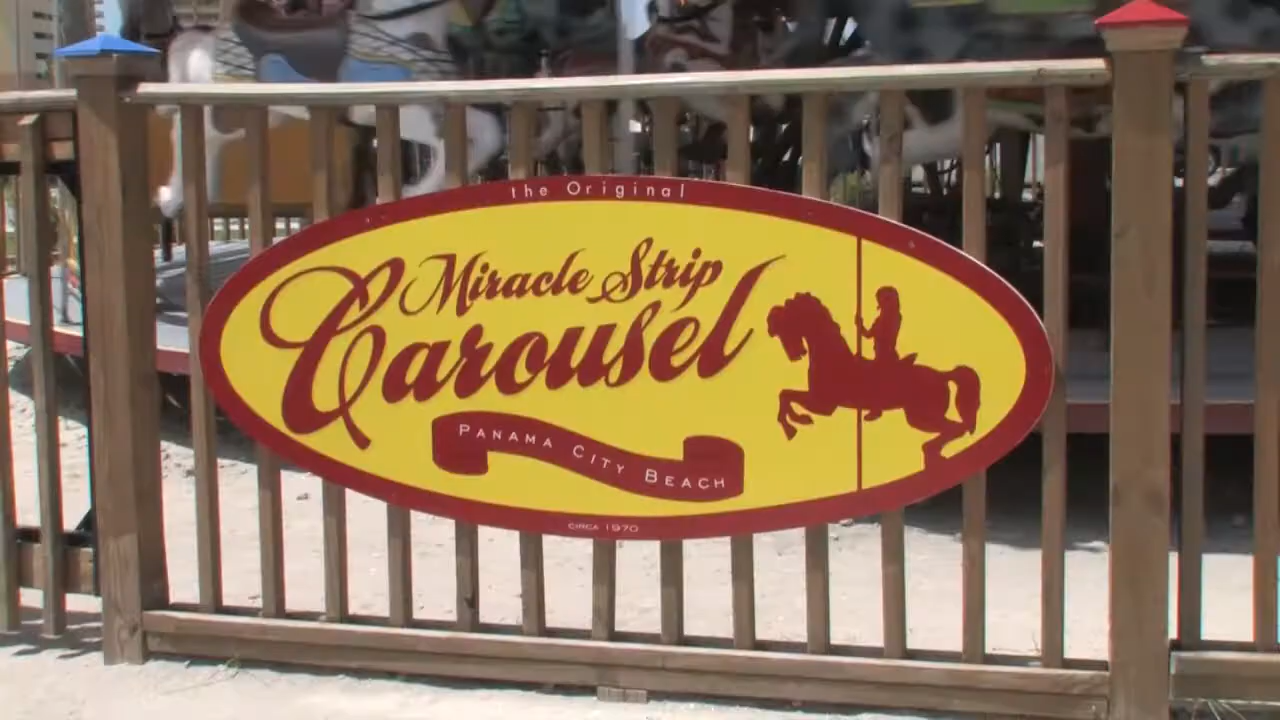 the Original
Miracle Strip
Carousel
PANAMA CITY BEACH
CIRCA 1970